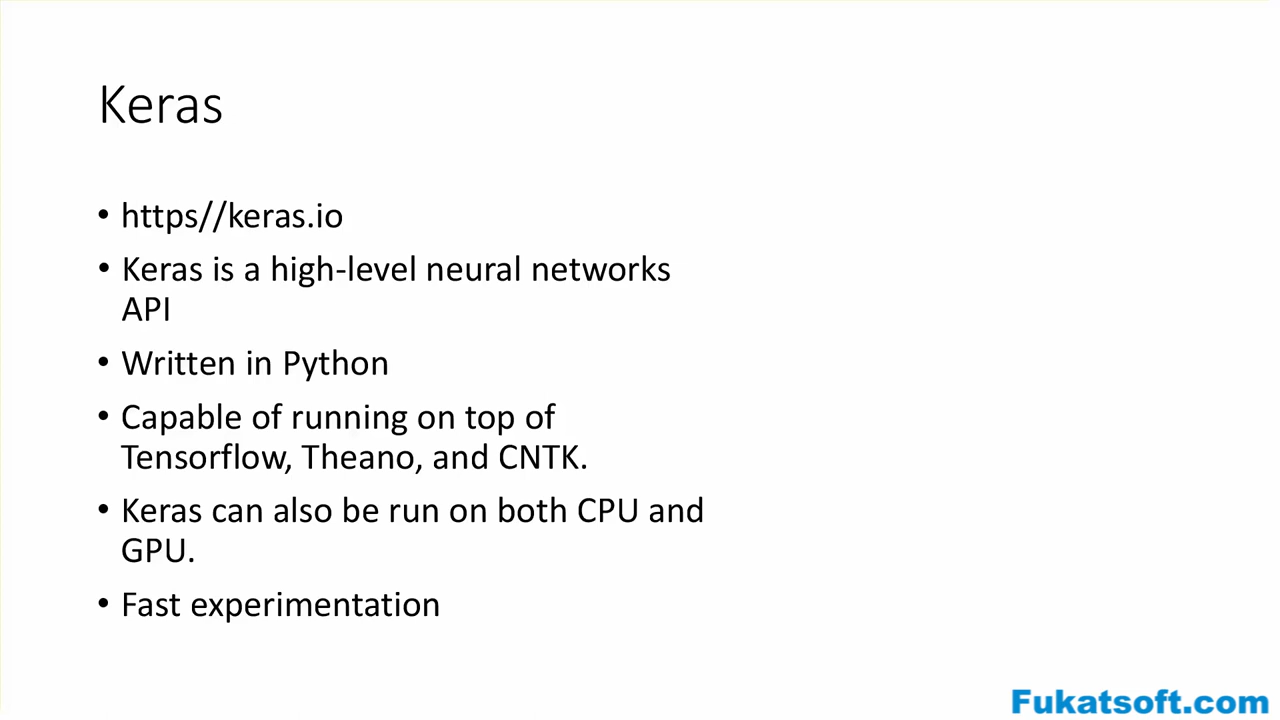 Keras
• https//keras.io
• Keras is a high-level neural networks
API
• Written in Python
• Capable of running on top of
Tensorflow, Theano, and CNTK.
• Keras can also be run on both CPU and
GPU.
• Fast experimentation
Fukatsoft.com